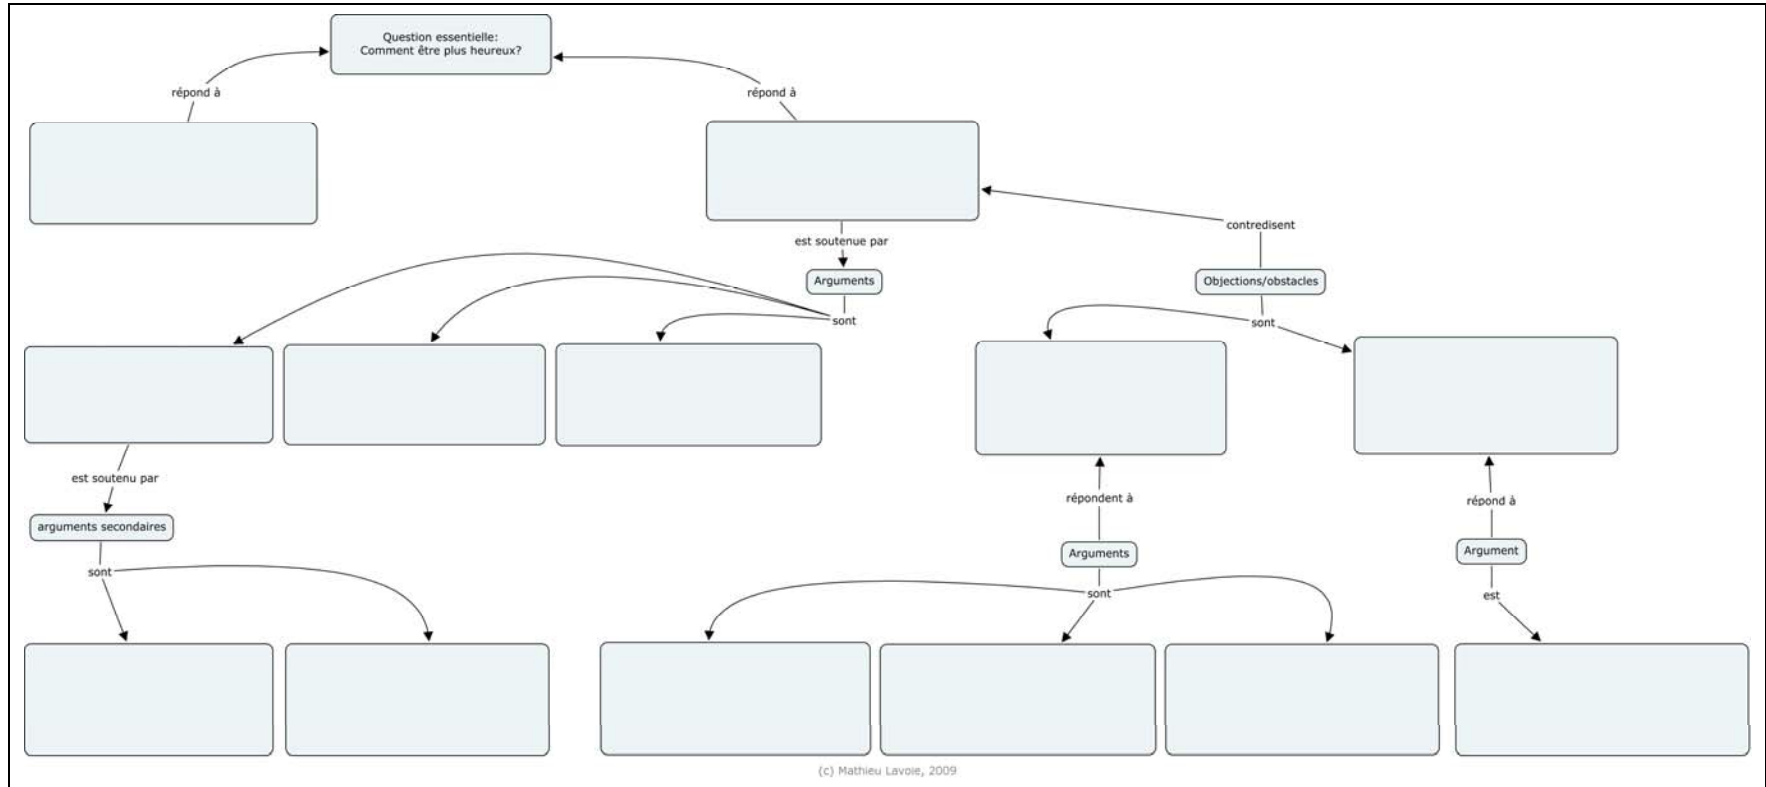 Question essentielle:
Comment être plus heureux?
répond à
répond à
contredisent
est soutenue par
Arguments
Objections/obstacles
sont
sont
est soutenu par
répondent à
répond à
arguments secondaires
Arguments
Argument
sont
sont
est
(c) Mathieu Lavoie, 2009